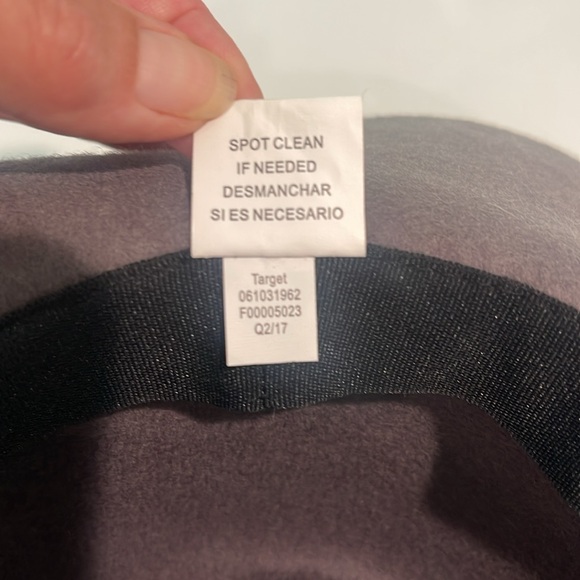 SPOT CLEAN
IF NEEDED
DESMANCHAR
SI ES NECESARIO
Target
061031962
F00005023
Q2/17